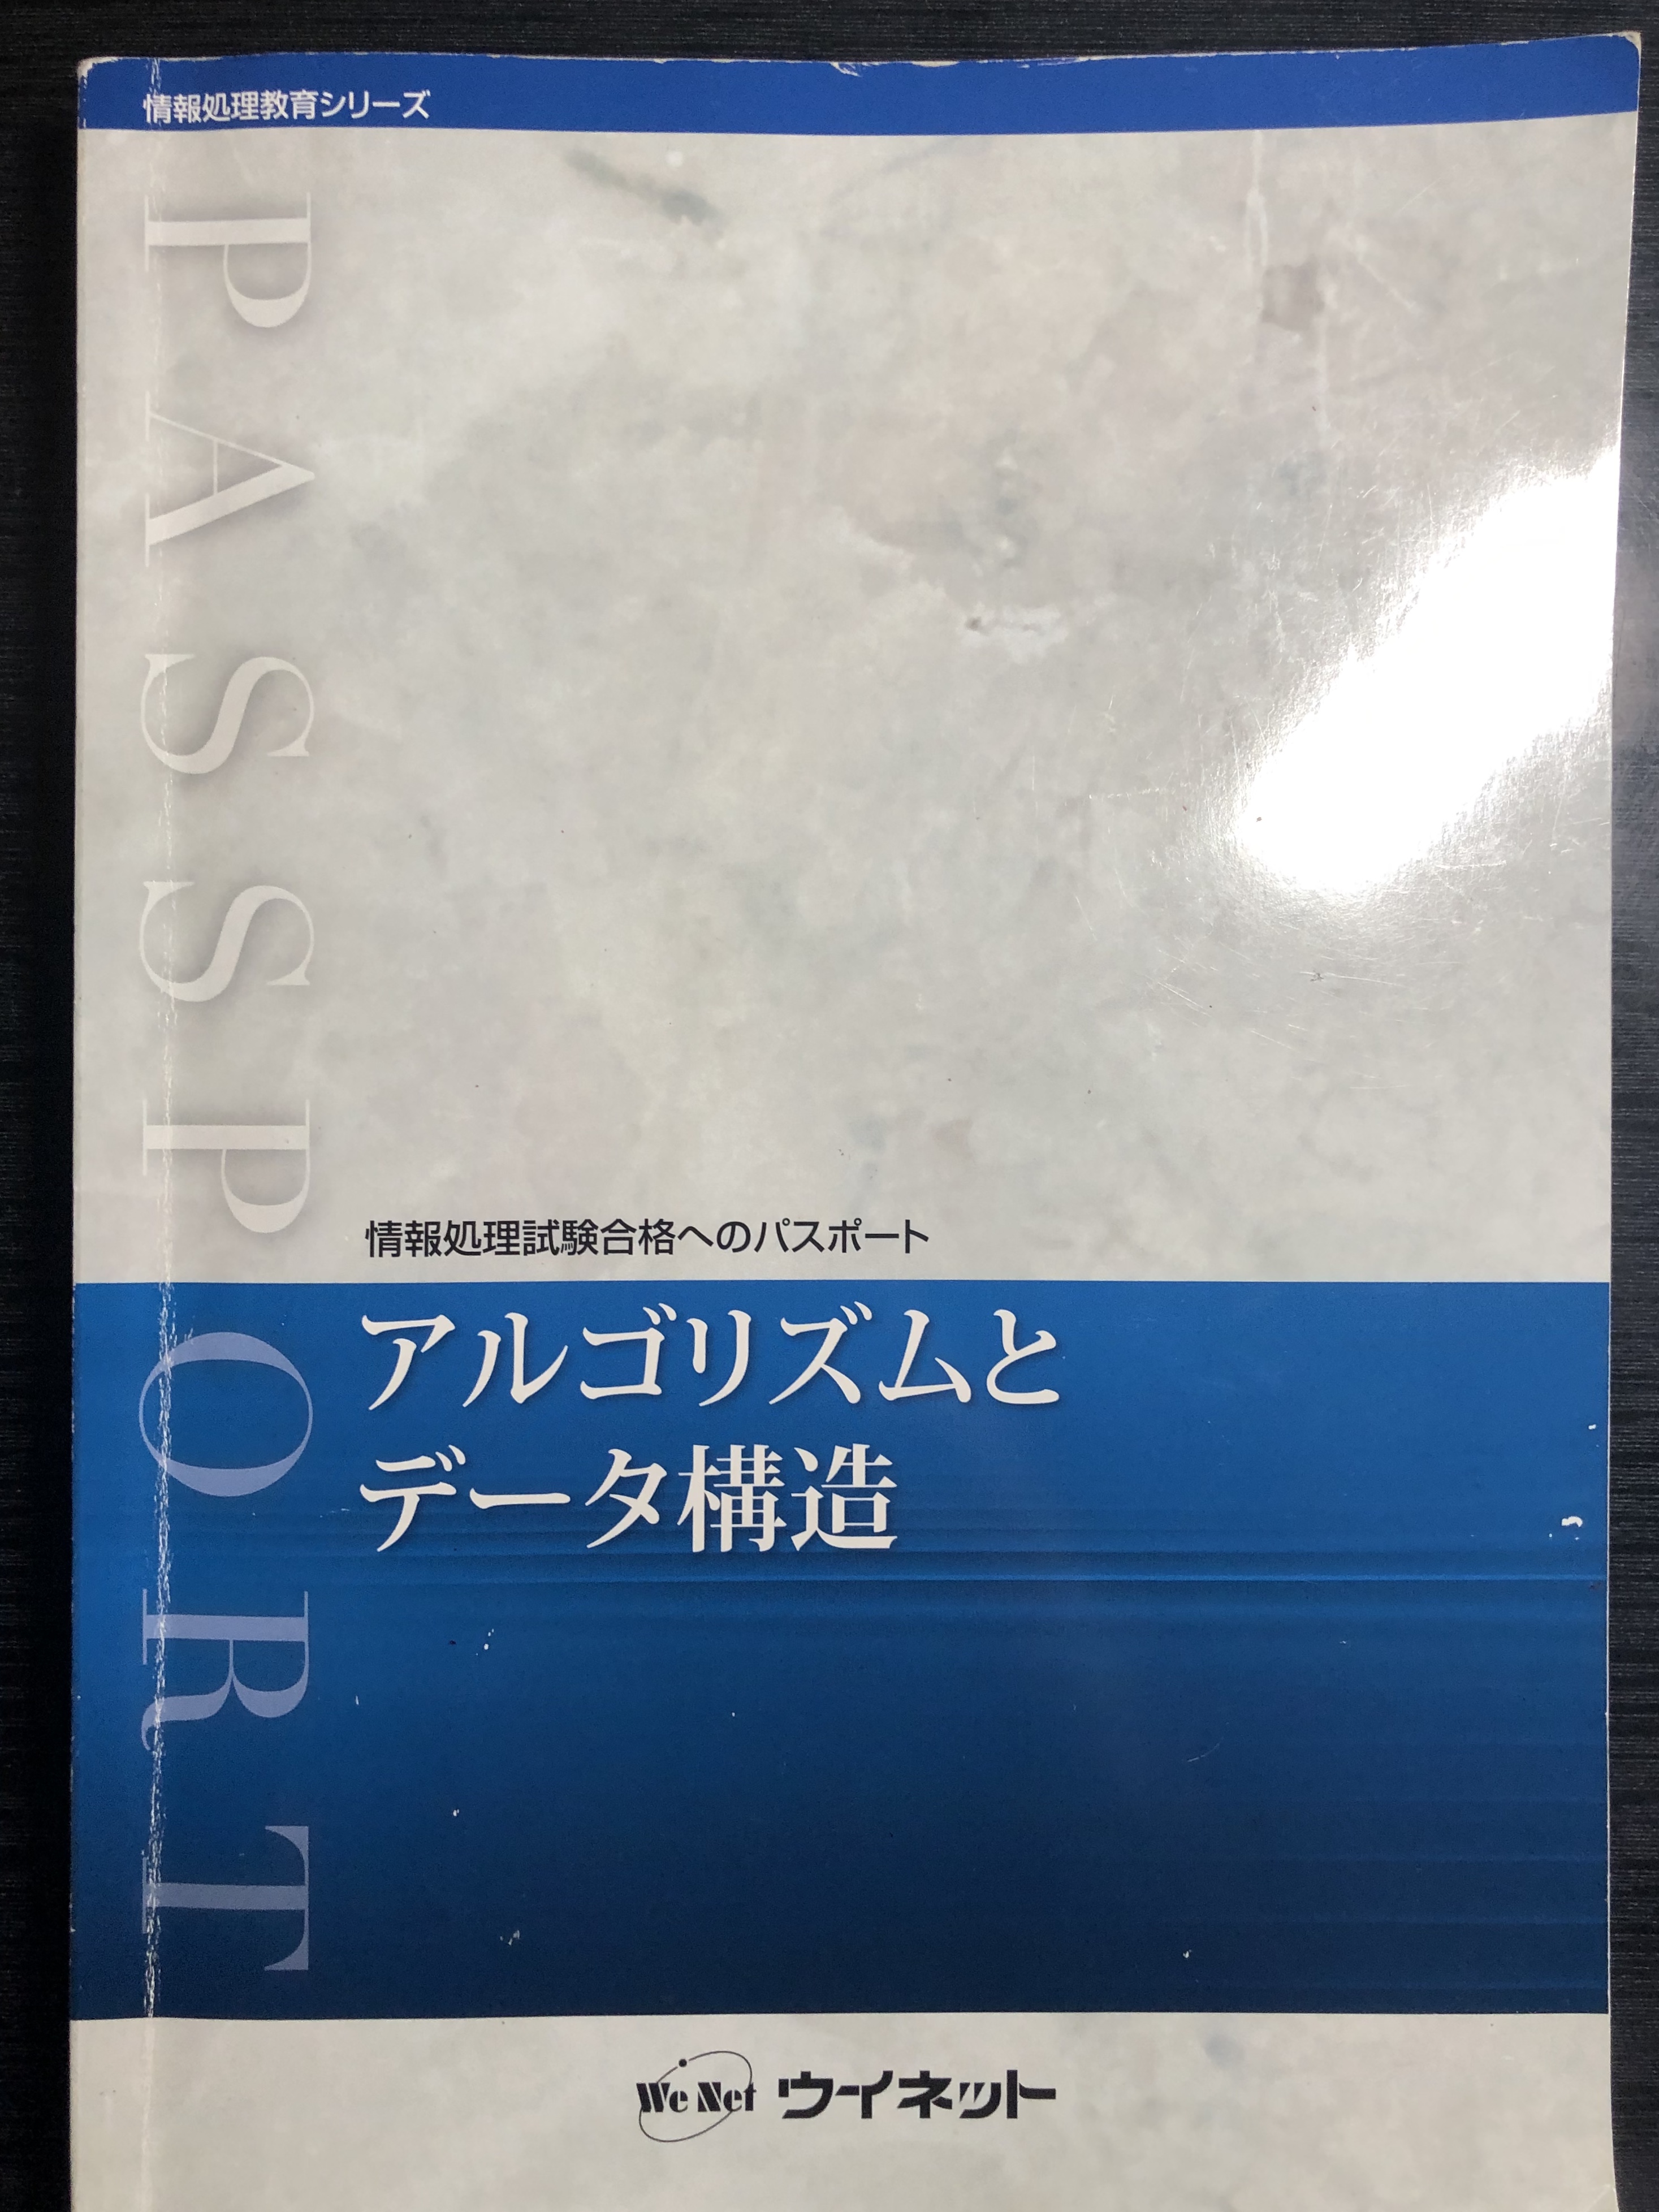 情報処理教育シリーズ
PASSPORT
情報処理試験合格へのパスポート
アルゴリズムと
データ構造
We Net ウイネット